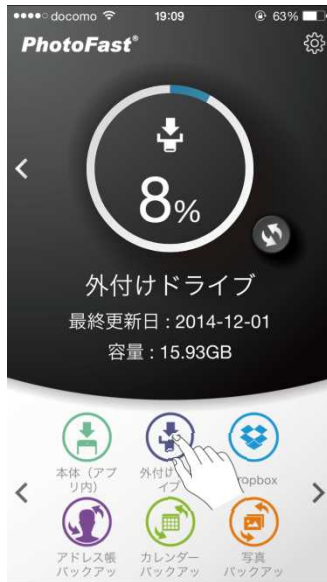 docomo 19:09 63%
PhotoFast®
8%
外付けドライブ
最終更新日 : 2014-12-01
容量 : 15.93GB
本体（アプ
リ内）
外付け
イブ
ropbox
アドレス帳
バックアッ
カレンダー
バックアッ
写真
バックアッ